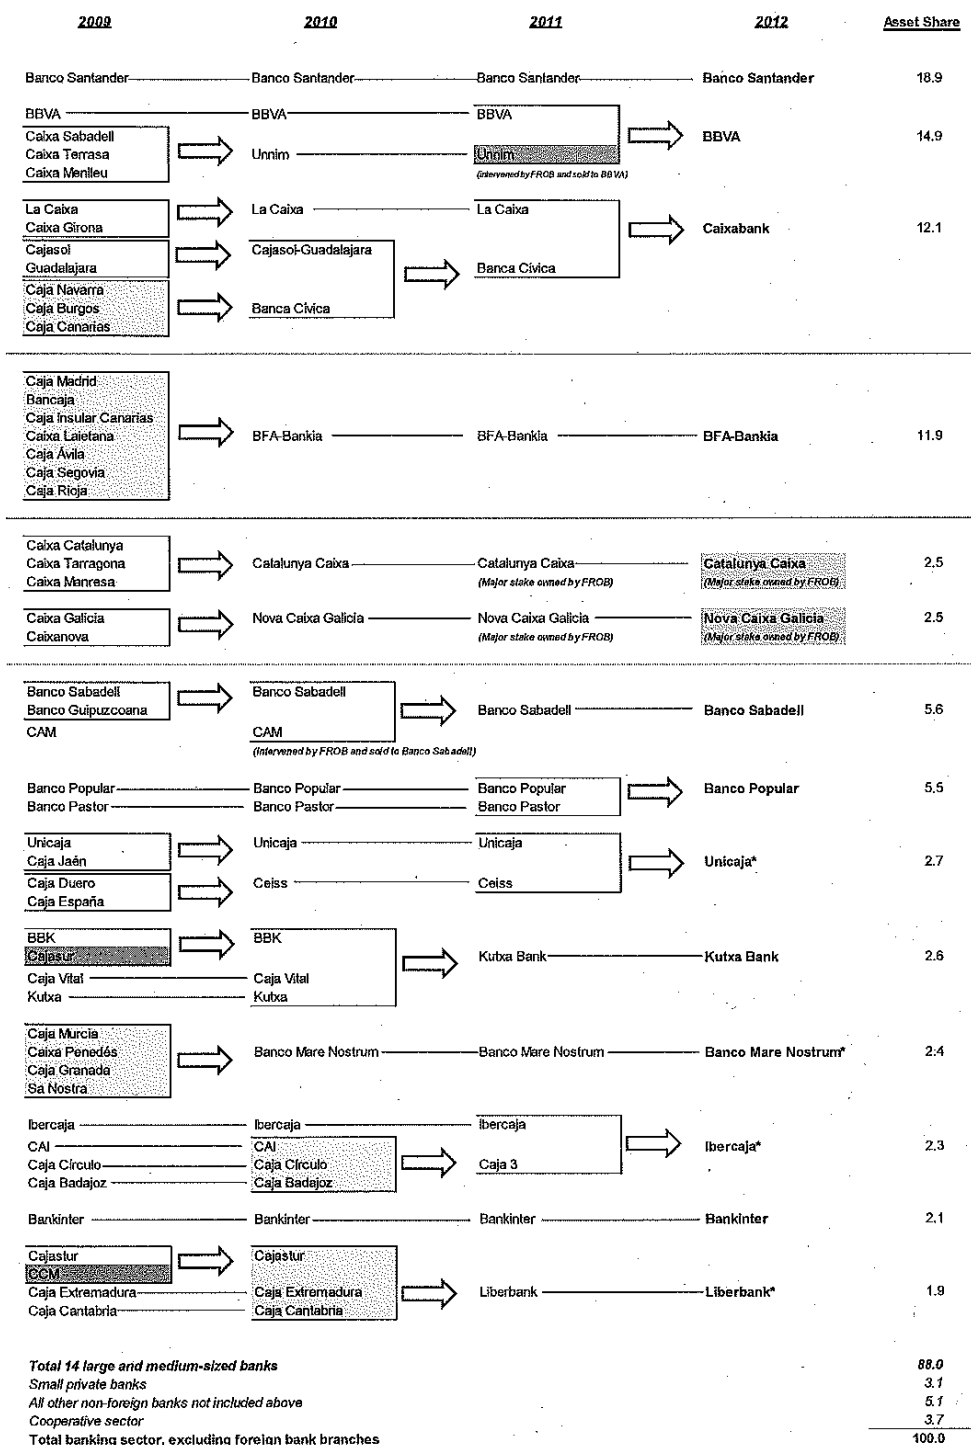 2009 2010 2011 2012 Asset Share
Banco Santander Banco Santander Banco Santander Banco Santander 18.9
BBVA BBVA BBVA
Caixa Sabadell
Caixa Terrasa
Caixa Menlleu
Unnim
Unnim
(intervened by FROB and sold to BBVA)
BBVA 14.9
La Caixa La Caixa La Caixa
Caixa Girona
Cajasol Cajasol-Guadalajara
Guadalajara
Caja Navarra
Caja Burgos
Caja Canarias
Banca Cívica
Banca Cívica
Caixabank 12.1
Caja Madrid
Bancaja
Caja Insular Canarias
Caixa Laietana
Caja Ávila
Caja Segovia
Caja Rioja
BFA-Bankia BFA-Bankia BFA-Bankia 11.9
Caixa Catalunya
Caixa Tarragona
Caixa Manresa
Catalunya Caixa Catalunya Caixa Catalunya Caixa 2.5
(Major stake owned by FROB) (Major stake owned by FROB)
Caixa Galicia
Caixanova
Nova Caixa Galicia Nova Caixa Galicia Nova Caixa Galicia 2.5
(Major stake owned by FROB) (Major stake owned by FROB)
Banco Sabadell Banco Sabadell
Banco Guipuzcoana
CAM CAM
(Intervened by FROB and sold to Banco Sabadell)
Banco Sabadell Banco Sabadell 5.6
Banco Popular Banco Popular Banco Popular Banco Popular 5.5
Banco Pastor Banco Pastor Banco Pastor
Unicaja Unicaja Unicaja
Caja Jaén
Caja Duero
Caja España
Ceiss Ceiss
Unicaja* 2.7
BBK BBK
Cajasur
Caja Vital Caja Vital
Kutxa Kutxa
Kutxa Bank Kutxa Bank 2.6
Caja Murcia
Caixa Penedés
Caja Granada
Sa Nostra
Banco Mare Nostrum Banco Mare Nostrum Banco Mare Nostrum* 2.4
Ibercaja Ibercaja Ibercaja
CAI CAI
Caja Círculo Caja Círculo Caja 3
Caja Badajoz Caja Badajoz
Ibercaja* 2.3
Bankinter Bankinter Bankinter Bankinter 2.1
Cajastur Cajastur
CCM
Caja Extremadura Caja Extremadura
Caja Cantabria Caja Cantabria
Liberbank Liberbank* 1.9
Total 14 large and medium-sized banks 88.0
Small private banks 3.1
All other non-foreign banks not included above 5.1
Cooperative sector 3.7
Total banking sector, excluding foreign bank branches 100.0